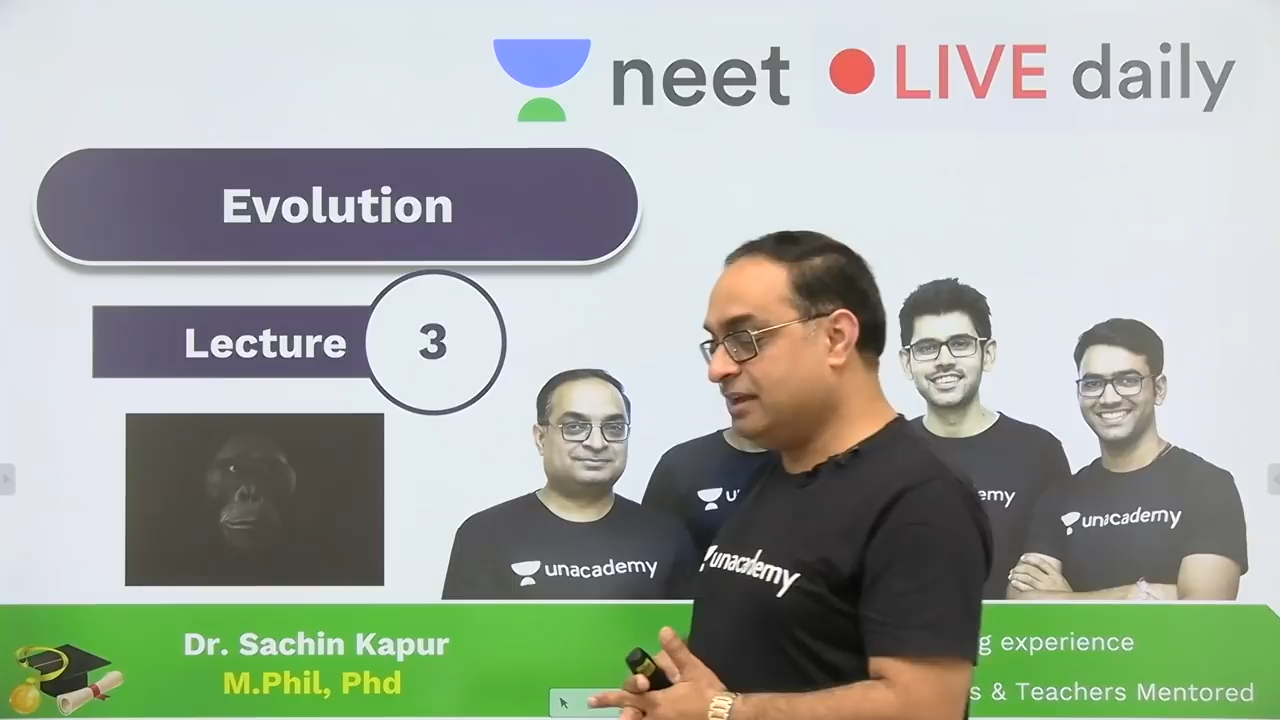 neet LIVE daily
Evolution
Lecture 3
unacademy
unacademy
unacademy
Dr. Sachin Kapur
M.Phil, Phd
experience
& Teachers Mentored